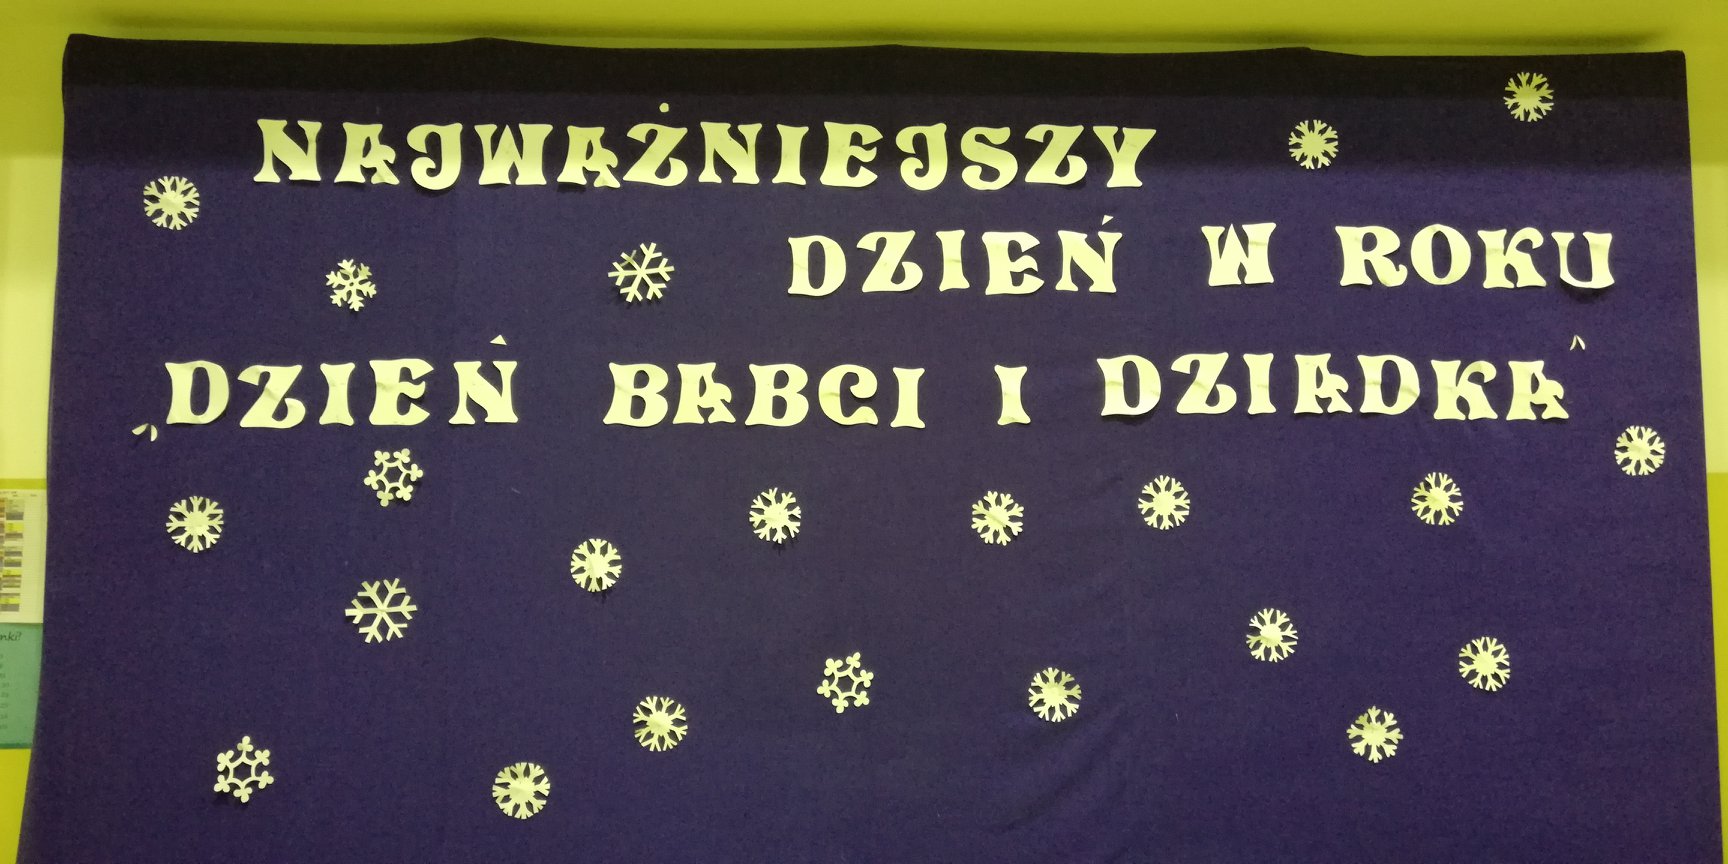 NAJWAŻNIEJSZY
DZIEŃ W ROKU
„DZIEŃ BABCI I DZIADKA”